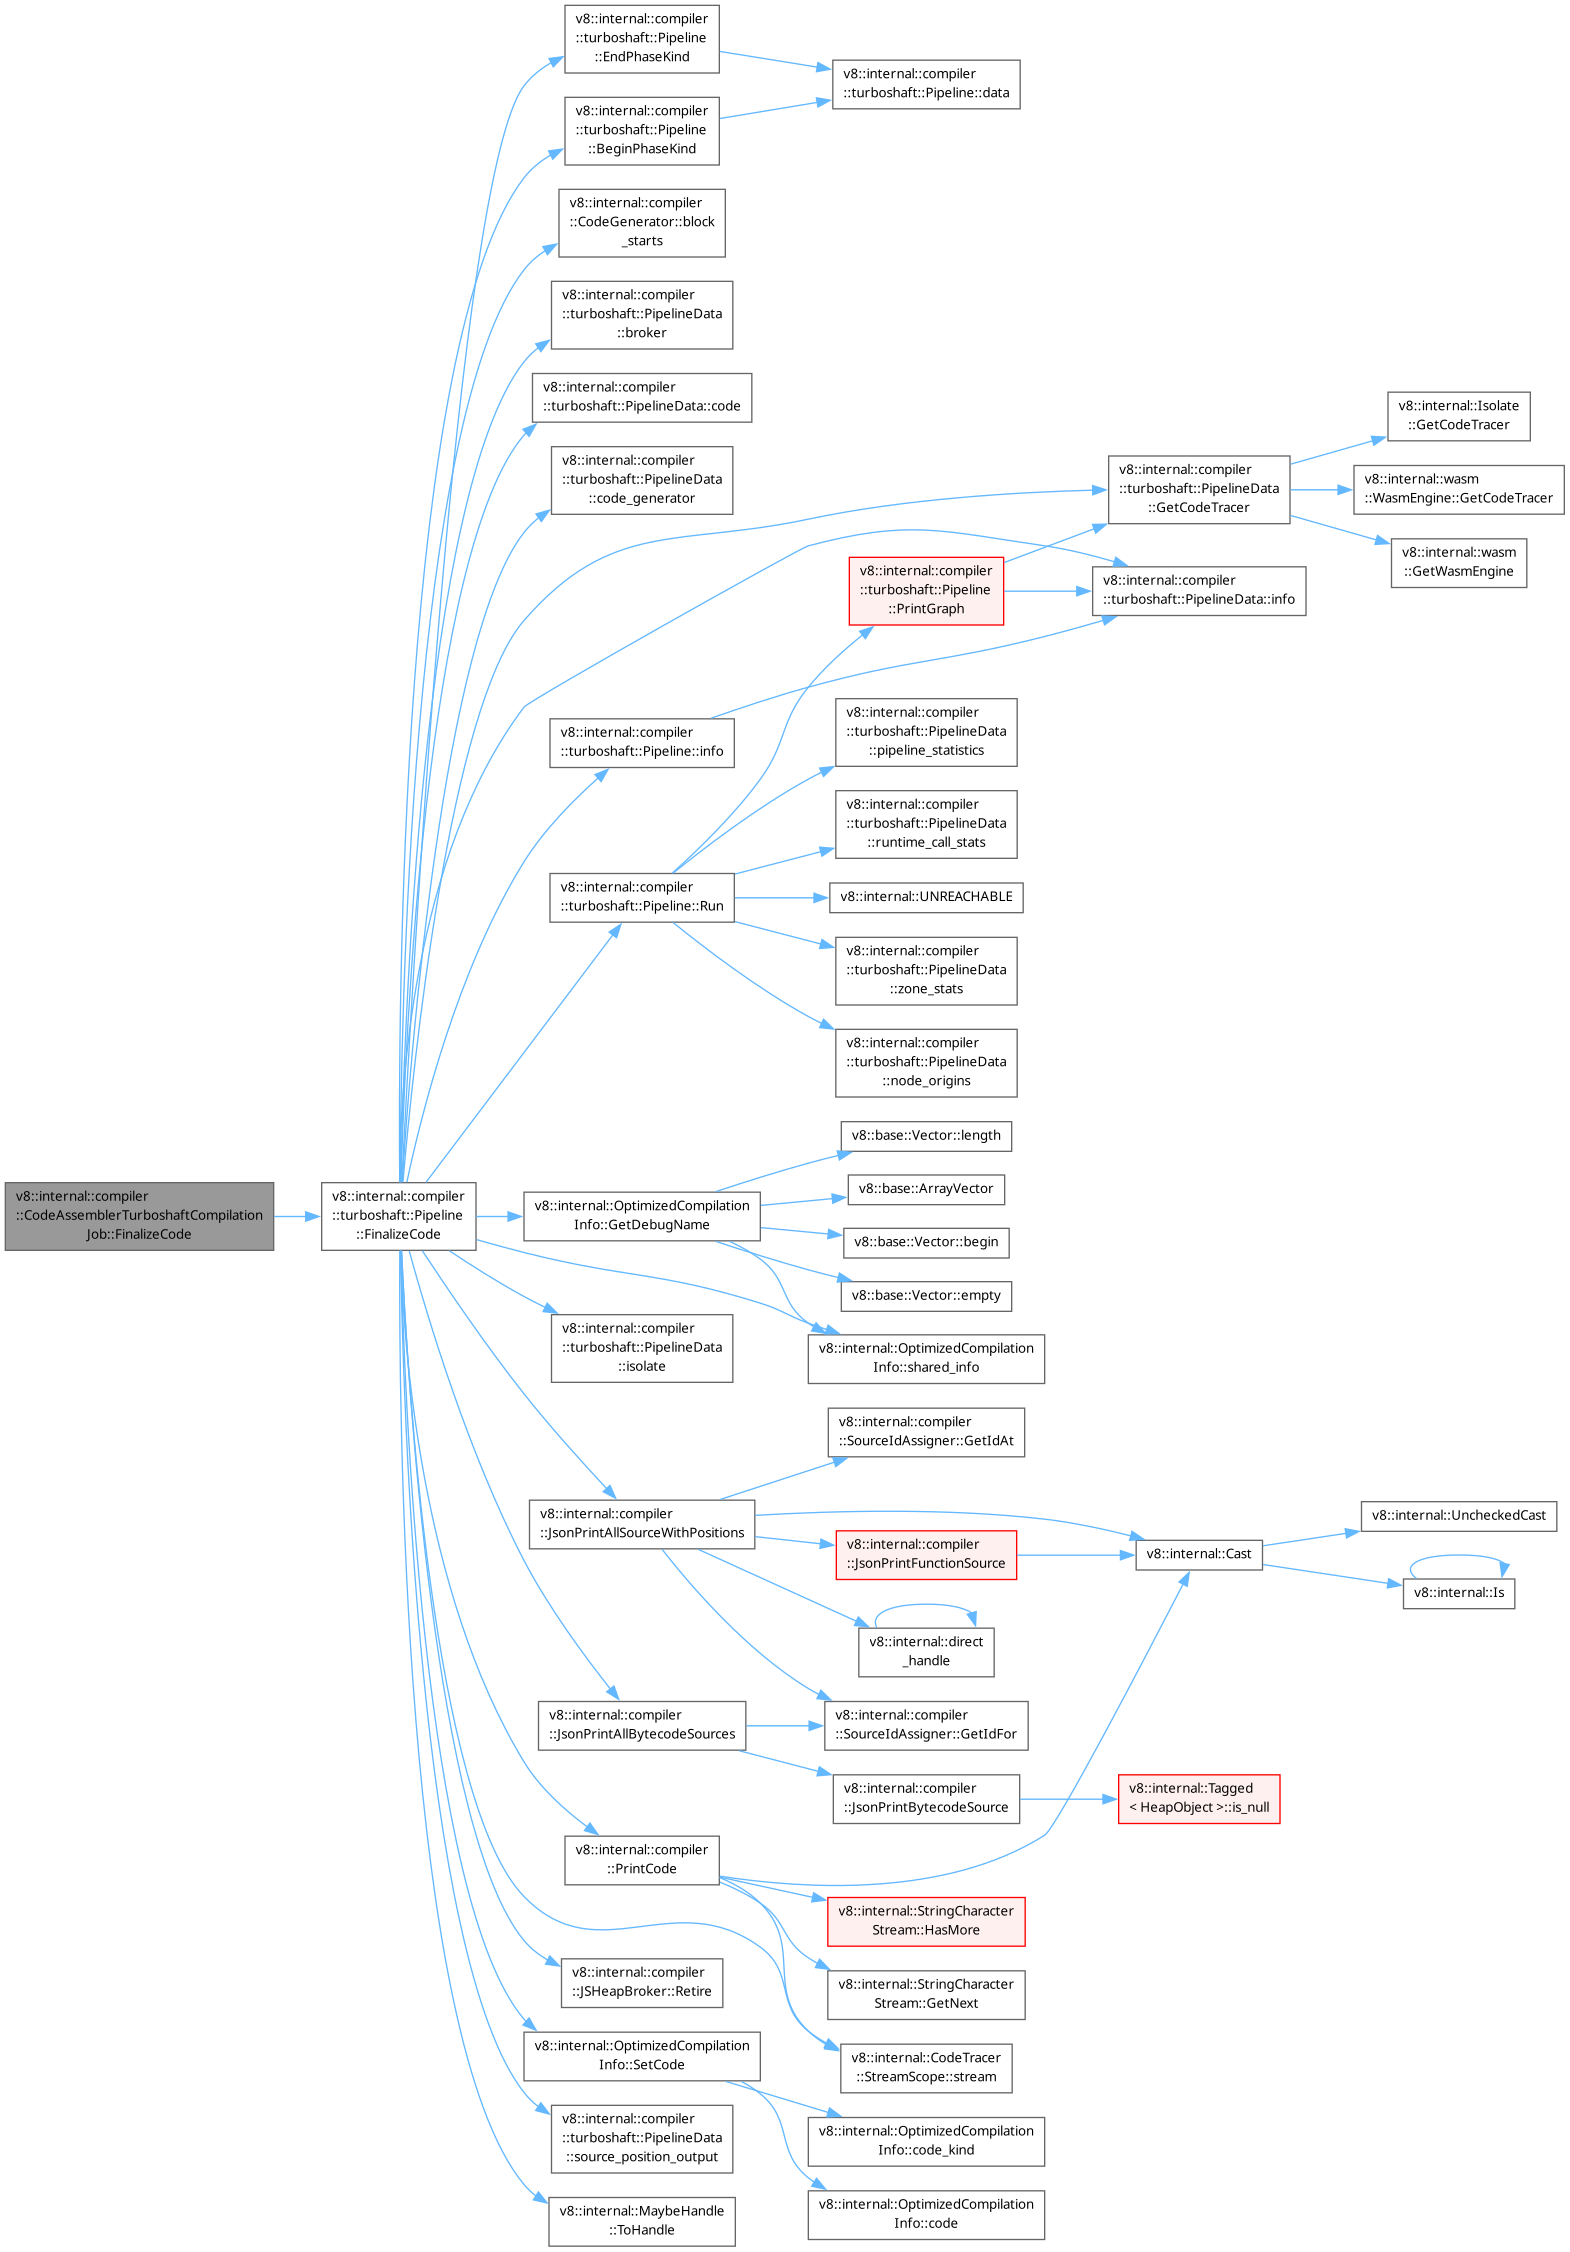 v8::internal::compiler
::turboshaft::Pipeline
::EndPhaseKind
v8::internal::compiler
::turboshaft::Pipeline::data
v8::internal::compiler
::turboshaft::Pipeline
::BeginPhaseKind
v8::internal::compiler
::CodeGenerator::block
_starts
v8::internal::compiler
::turboshaft::PipelineData
::broker
v8::internal::compiler
::turboshaft::PipelineData::code
v8::internal::Isolate
::GetCodeTracer
v8::internal::compiler
::turboshaft::PipelineData
::code_generator
v8::internal::compiler
::turboshaft::PipelineData
::GetCodeTracer
v8::internal::wasm
::WasmEngine::GetCodeTracer
v8::internal::wasm
::GetWasmEngine
v8::internal::compiler
::turboshaft::Pipeline
::PrintGraph
v8::internal::compiler
::turboshaft::PipelineData::info
v8::internal::compiler
::turboshaft::Pipeline::info
v8::internal::compiler
::turboshaft::PipelineData
::pipeline_statistics
v8::internal::compiler
::turboshaft::PipelineData
::runtime_call_stats
v8::internal::compiler
::turboshaft::Pipeline::Run
v8::internal::UNREACHABLE
v8::internal::compiler
::turboshaft::PipelineData
::zone_stats
v8::internal::compiler
::turboshaft::PipelineData
::node_origins
v8::base::Vector::length
v8::base::ArrayVector
v8::internal::compiler
::CodeAssemblerTurboshaftCompilation
Job::FinalizeCode
v8::internal::compiler
::turboshaft::Pipeline
::FinalizeCode
v8::internal::OptimizedCompilation
Info::GetDebugName
v8::base::Vector::begin
v8::base::Vector::empty
v8::internal::compiler
::turboshaft::PipelineData
::isolate
v8::internal::OptimizedCompilation
Info::shared_info
v8::internal::compiler
::SourceIdAssigner::GetIdAt
v8::internal::compiler
::JsonPrintAllSourceWithPositions
v8::internal::compiler
::JsonPrintFunctionSource
v8::internal::Cast
v8::internal::UncheckedCast
v8::internal::Is
v8::internal::direct
_handle
v8::internal::compiler
::JsonPrintAllBytecodeSources
v8::internal::compiler
::SourceIdAssigner::GetIdFor
v8::internal::compiler
::JsonPrintBytecodeSource
v8::internal::Tagged
< HeapObject >::is_null
v8::internal::compiler
::PrintCode
v8::internal::StringCharacter
Stream::HasMore
v8::internal::compiler
::JSHeapBroker::Retire
v8::internal::StringCharacter
Stream::GetNext
v8::internal::OptimizedCompilation
Info::SetCode
v8::internal::CodeTracer
::StreamScope::stream
v8::internal::compiler
::turboshaft::PipelineData
::source_position_output
v8::internal::OptimizedCompilation
Info::code_kind
v8::internal::MaybeHandle
::ToHandle
v8::internal::OptimizedCompilation
Info::code